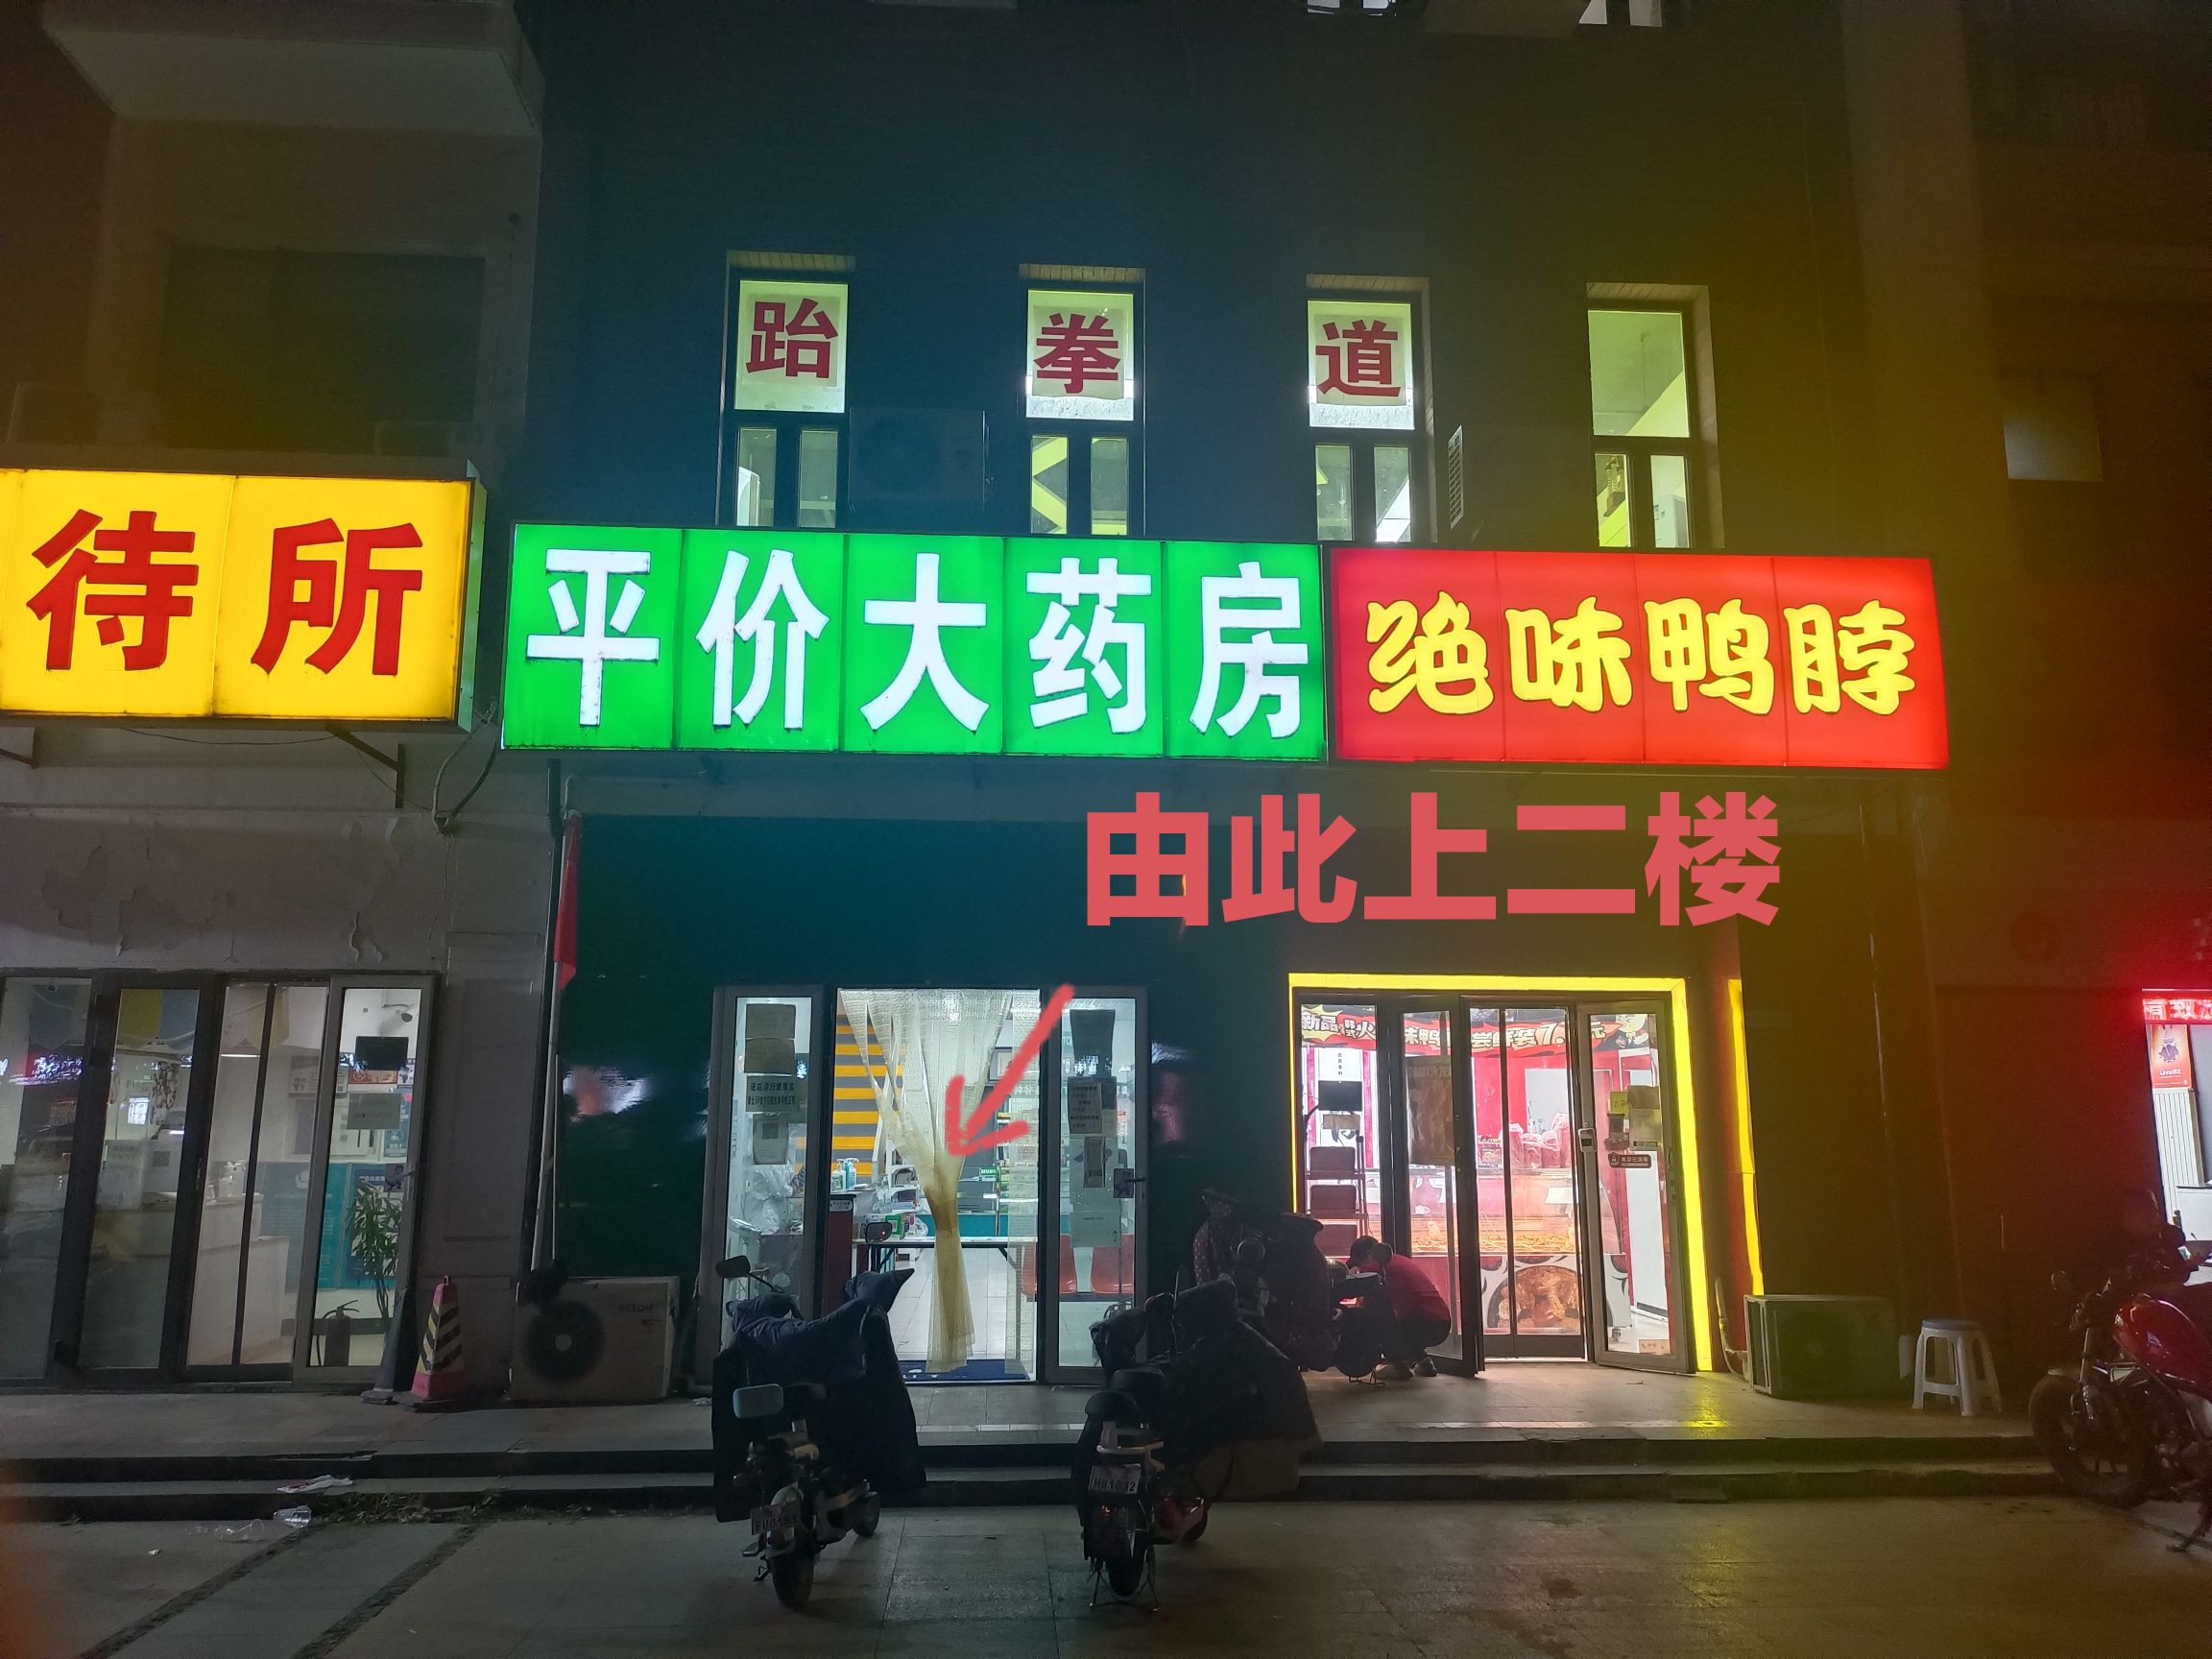 跆拳道
待所
平价大药房
绝味鸭脖
由此上二楼